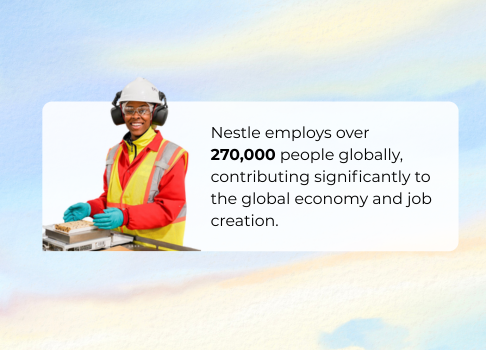 Nestle employs over
270,000 people globally,
contributing significantly to
the global economy and job
creation.